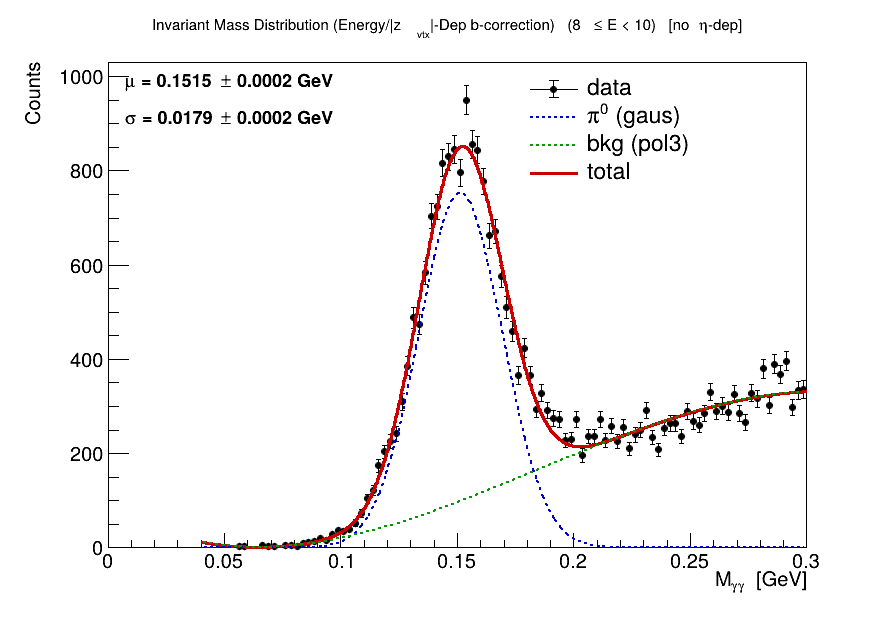 Invariant Mass Distribution (Energy/|z vtx|-Dep b-correction) (8 ≤ E < 10) [no η-dep]
Counts
μ = 0.1515 ± 0.0002 GeV
σ = 0.0179 ± 0.0002 GeV
data
π0 (gaus)
bkg (pol3)
total
1000
800
600
400
200
0
0 0.05 0.1 0.15 0.2 0.25 0.3
Mγγ [GeV]